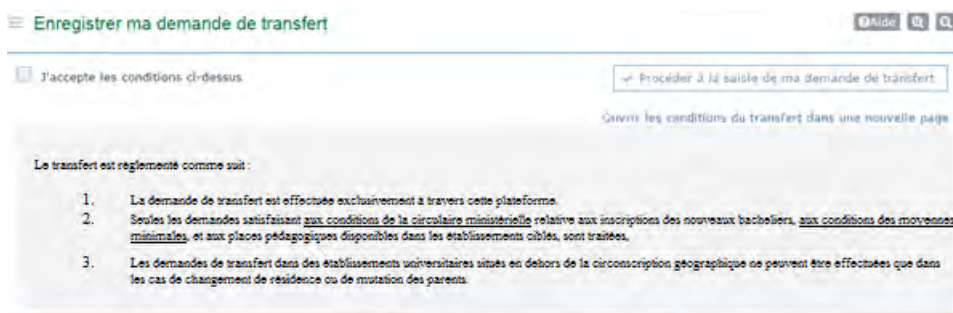 Enregistrer ma demande de transfert
Aide
J'accepte les conditions ci-dessus
Procéder à la saisie de ma demande de transfert
Ouvrir les conditions du transfert dans une nouvelle page
Le transfert est réglementé comme suit :
1. La demande de transfert est effectuée exclusivement à travers cette plateforme.
2. Seules les demandes satisfaisant aux conditions de la circulaire ministérielle relative aux inscriptions des nouveaux bacheliers, aux conditions des moyennes
minimales, et aux places pédagogiques disponibles dans les établissements ciblés, sont traitées,
3. Les demandes de transfert dans des établissements universitaires situés en dehors de la circonscription géographique ne peuvent être effectuées que dans
les cas de changement de résidence ou de mutation des parents.